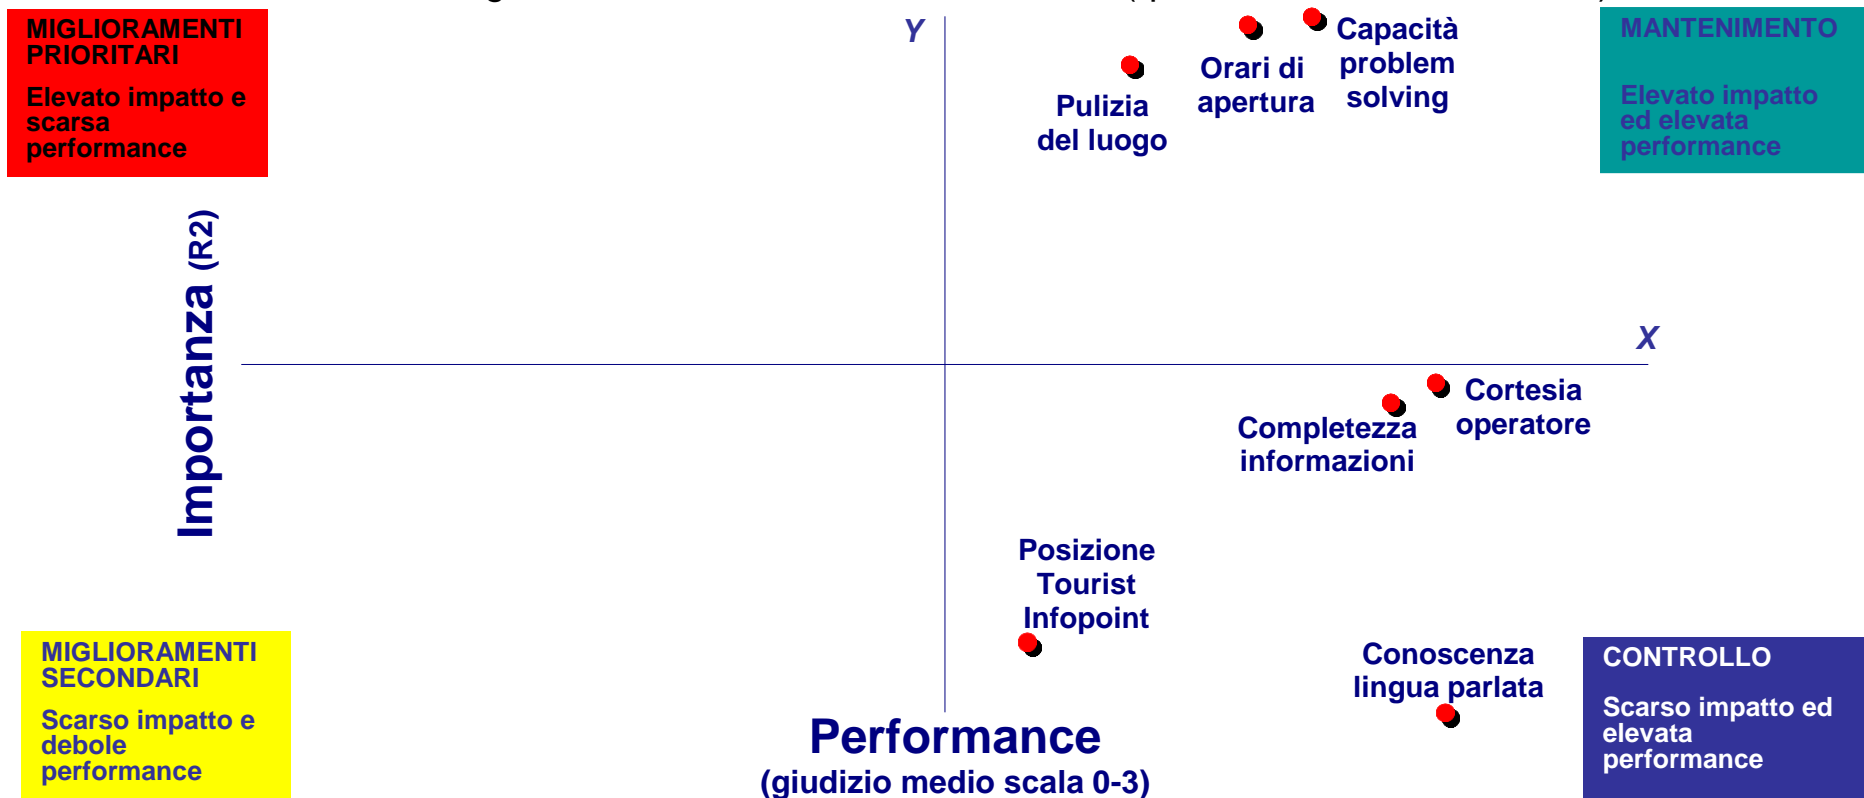 MIGLIORAMENTI
PRIORITARI
Elevato impatto e
scarsa
performance
Y
Pulizia
del luogo
Orari di
apertura
Capacità
problem
solving
MANTENIMENTO
Elevato impatto
ed elevata
performance
Importanza (R2)
X
Cortesia
operatore
Completezza
informazioni
Posizione
Tourist
Infopoint
Conoscenza
lingua parlata
MIGLIORAMENTI
SECONDARI
Scarso impatto e
debole
performance
Performance
(giudizio medio scala 0-3)
CONTROLLO
Scarso impatto ed
elevata
performance